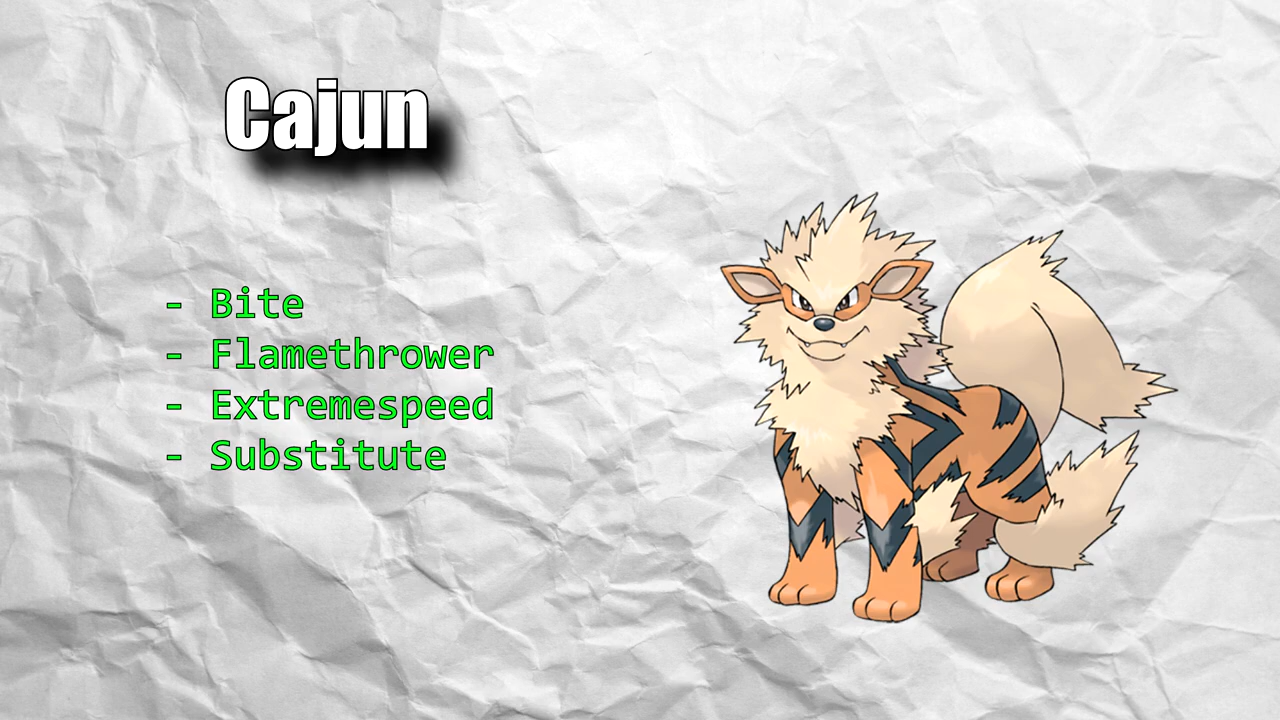 Cajun
- Bite
- Flamethrower
- Extremespeed
- Substitute